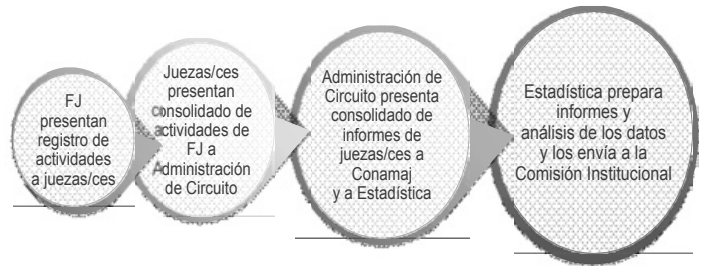 FJ
presentan
registro de
actividades
a juezas/ces
Juezas/ces
presentan
consolidado de
actividades de
FJ a
Administración
de Circuito
Administración de
Circuito presenta
consolidado de
informes de
juezas/ces a
Conamaj
y a Estadística
Estadística prepara
informes y
análisis de los datos
y los envía a la
Comisión Institucional